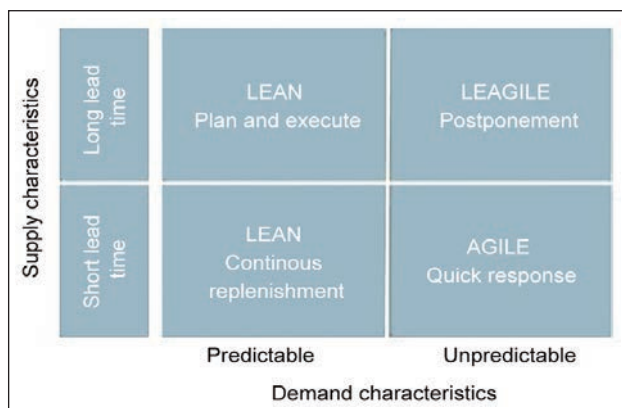 Supply characteristics
Long lead
time
LEAN
Plan and execute
LEAGILE
Postponement
Short lead
time
LEAN
Continous
replenishment
AGILE
Quick response
Predictable
Unpredictable
Demand characteristics